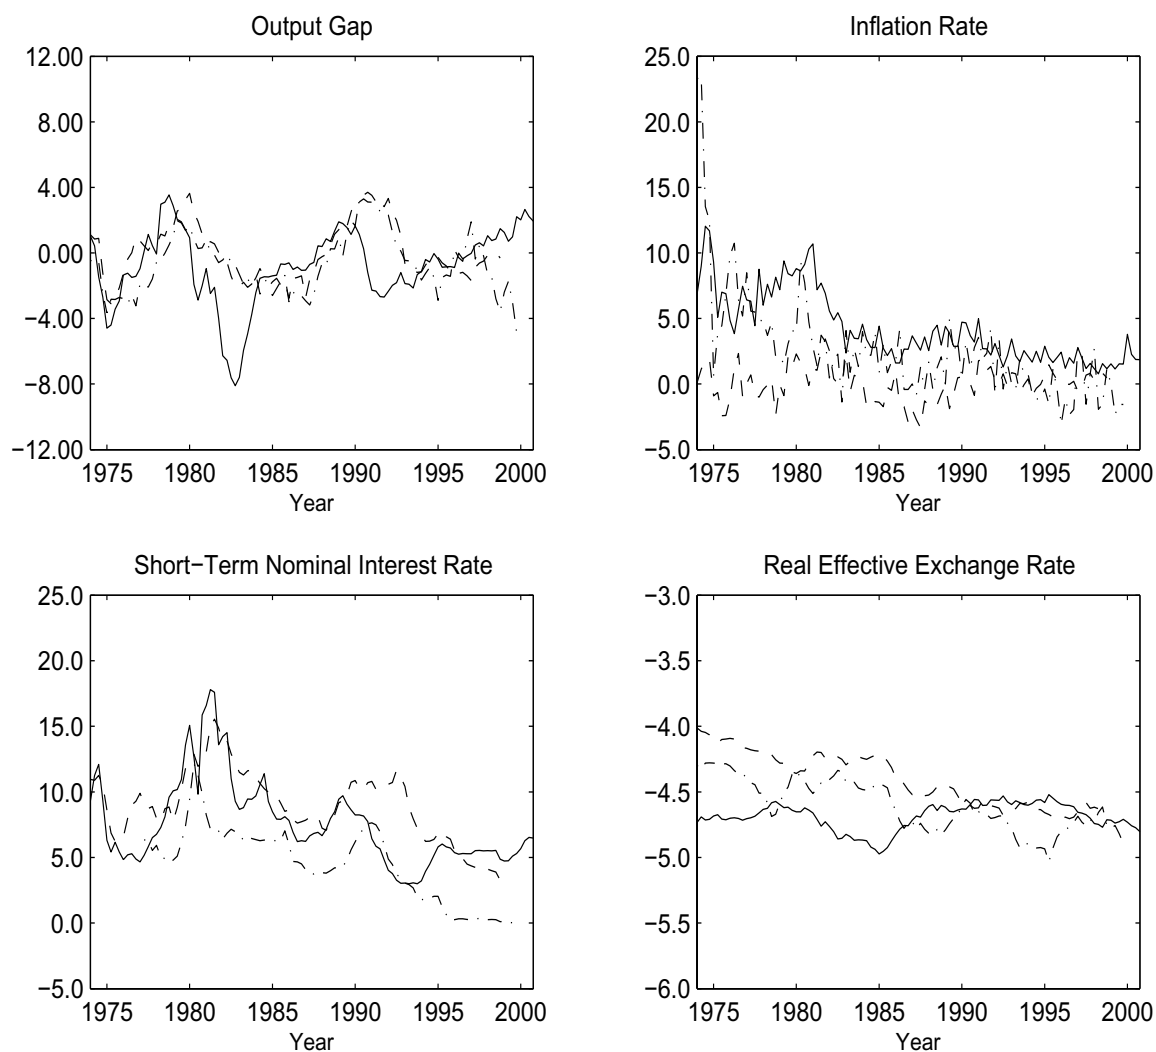 Output Gap
12.00
8.00
4.00
0.00
−4.00
−8.00
−12.00
1975 1980 1985 1990 1995 2000
Year
Inflation Rate
25.0
20.0
15.0
10.0
5.0
0.0
−5.0
1975 1980 1985 1990 1995 2000
Year
Short−Term Nominal Interest Rate
25.0
20.0
15.0
10.0
5.0
0.0
−5.0
1975 1980 1985 1990 1995 2000
Year
Real Effective Exchange Rate
−3.0
−3.5
−4.0
−4.5
−5.0
−5.5
−6.0
1975 1980 1985 1990 1995 2000
Year